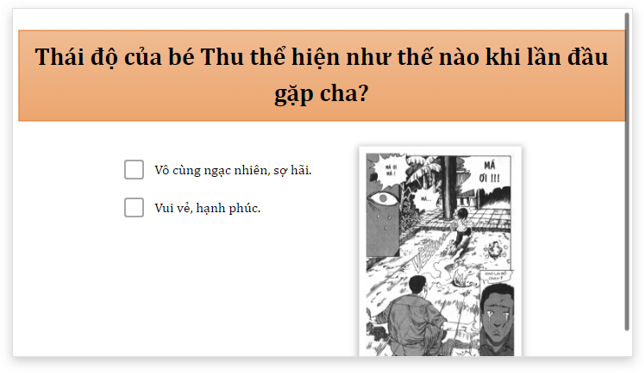 Thái độ của bé Thu thể hiện như thế nào khi lần đầu
gặp cha?
Vô cùng ngạc nhiên, sợ hãi.
Vui vẻ, hạnh phúc.
MÁ ƠI
MÁ !
MÁ...
MÁ
ƠI !!!